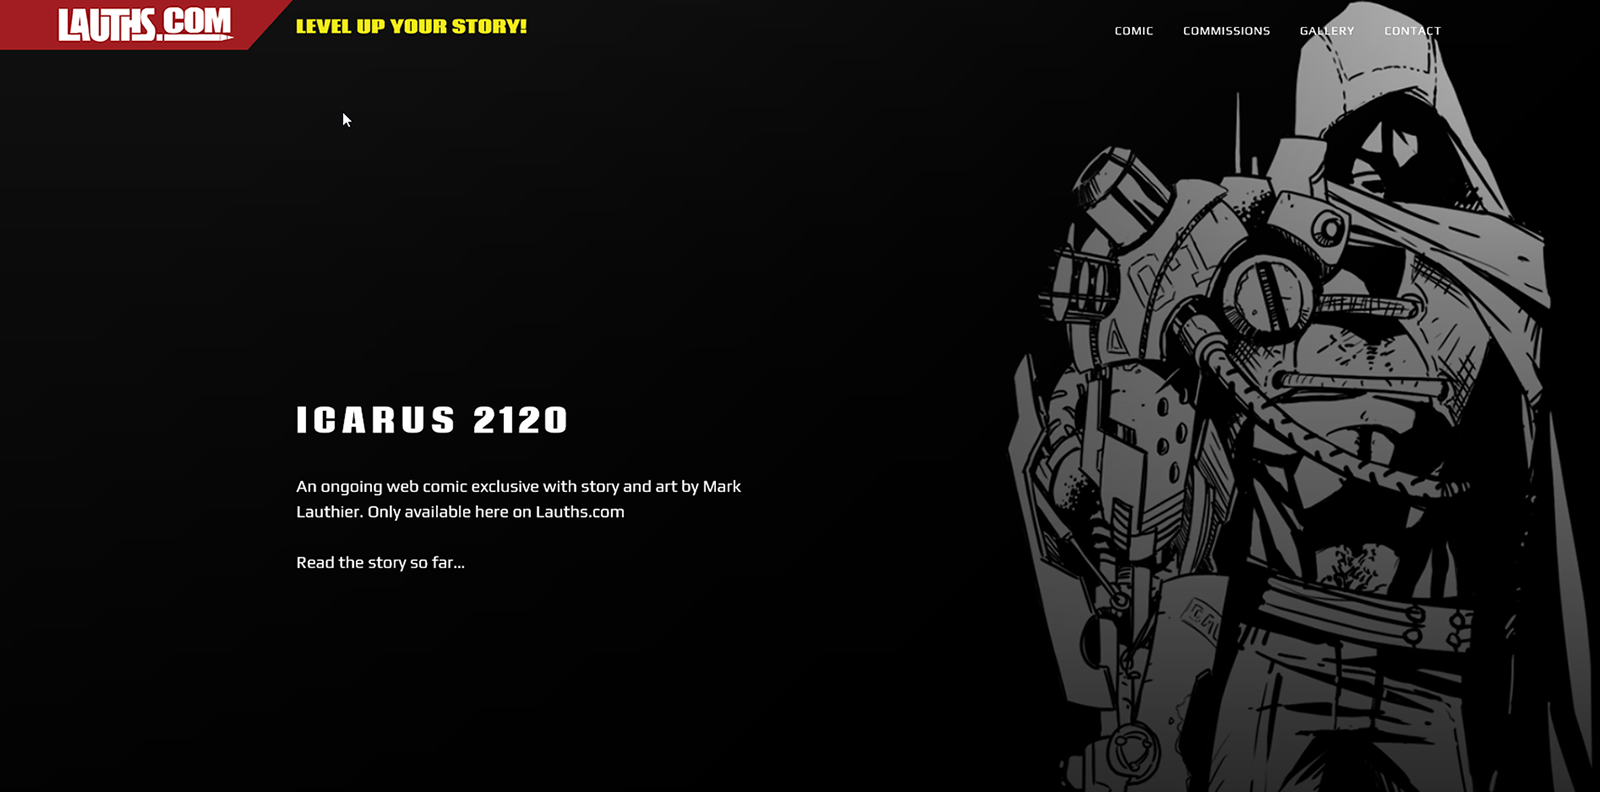 LAUTHS.COM
LEVEL UP YOUR STORY!
COMIC
COMMISSIONS
GALLERY
CONTACT
ICARUS 2120
An ongoing web comic exclusive with story and art by Mark
Lauthier. Only available here on Lauths.com
Read the story so far...